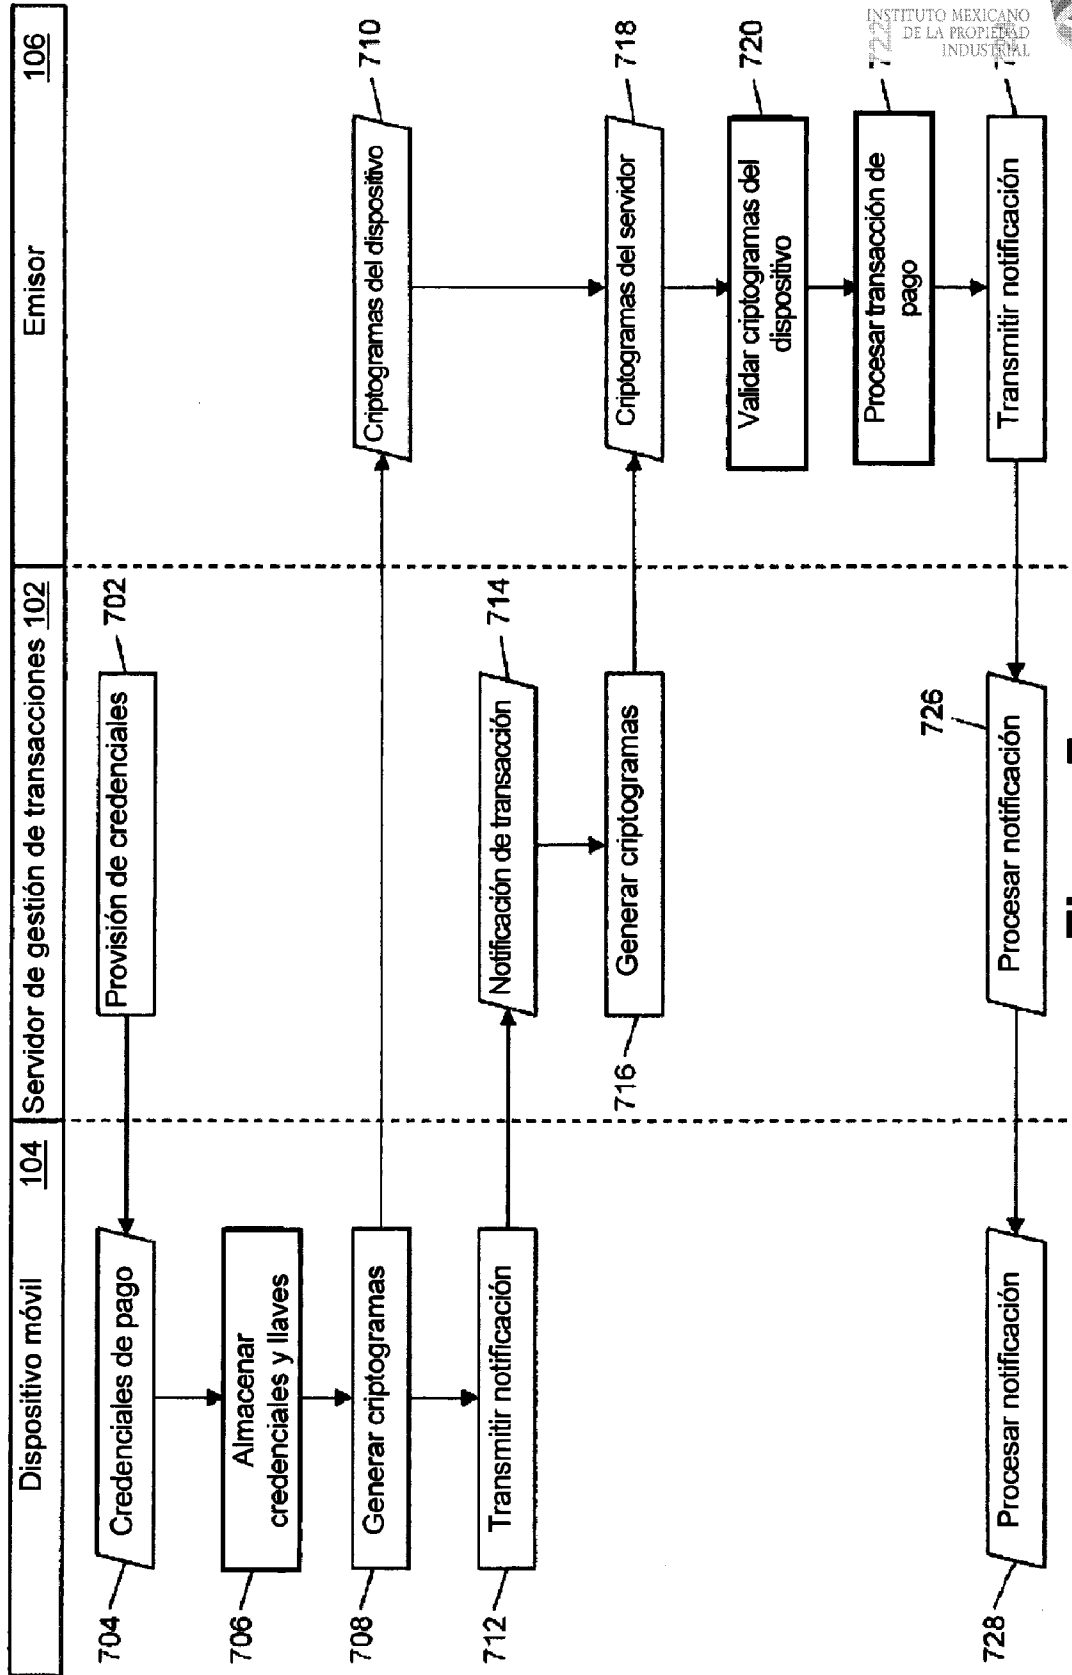 Dispositivo móvil 104
Servidor de gestión de transacciones 102
Emisor 106
Provisión de credenciales
702
704
Credenciales de pago
706
Almacenar
credenciales y llaves
708
Generar criptogramas
Criptogramas del dispositivo
710
712
Transmitir notificación
Notificación de transacción
714
716
Generar criptogramas
Criptogramas del servidor
718
Validar criptogramas del
dispositivo
720
Procesar transacción de
pago
Transmitir notificación
726
Procesar notificación
728
Procesar notificación
INSTITUTO MEXICANO
DE LA PROPIEDAD
INDUSTRIAL